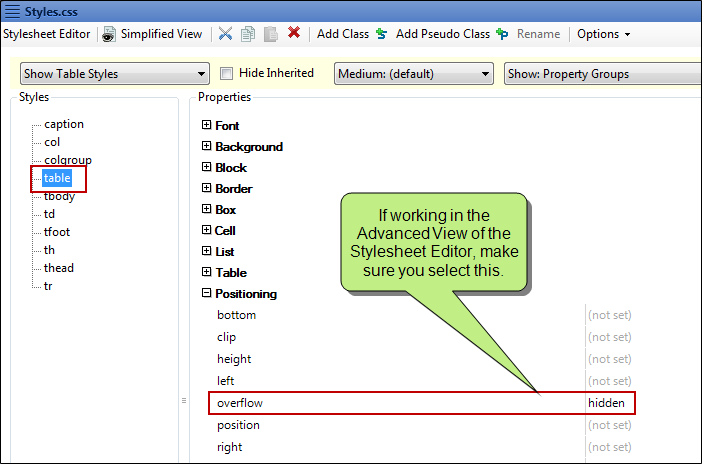 Styles.css
Stylesheet Editor Simplified View Add Class Add Pseudo Class Rename Options
Show Table Styles Hide Inherited Medium: (default) Show: Property Groups
Styles
caption
col
colgroup
table
tbody
td
tfoot
th
thead
tr
Properties
Font
Background
Block
Border
Box
Cell
List
Table
Positioning
bottom (not set)
clip (not set)
height (not set)
left (not set)
overflow hidden
position (not set)
right (not set)
If working in the
Advanced View of the
Stylesheet Editor, make
sure you select this.